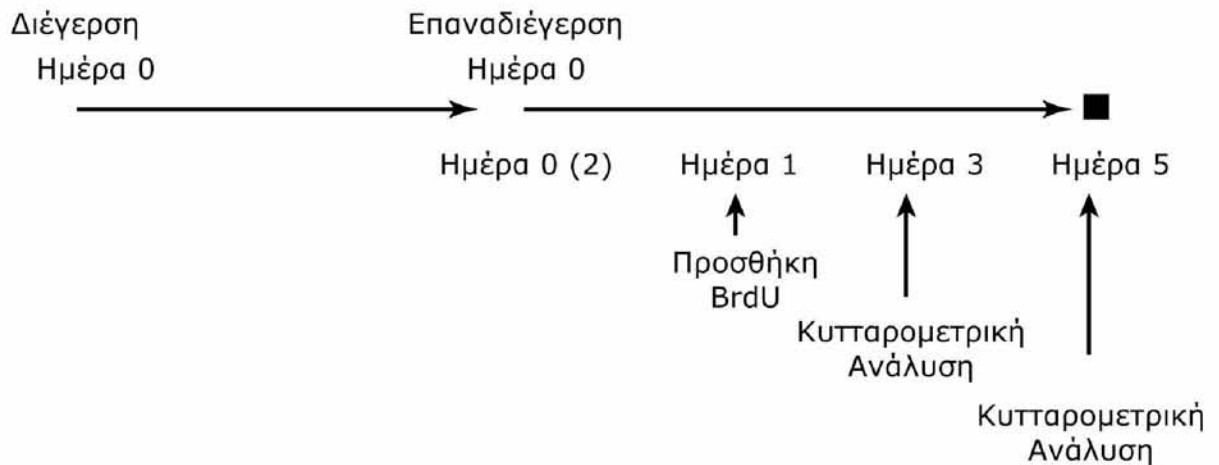 Διέγερση
Ημέρα 0
Επαναδιέγερση
Ημέρα 0
Ημέρα 0 (2)
Ημέρα 1
Ημέρα 3
Ημέρα 5
Προσθήκη
BrdU
Κυτταρομετρική
Ανάλυση
Κυτταρομετρική
Ανάλυση